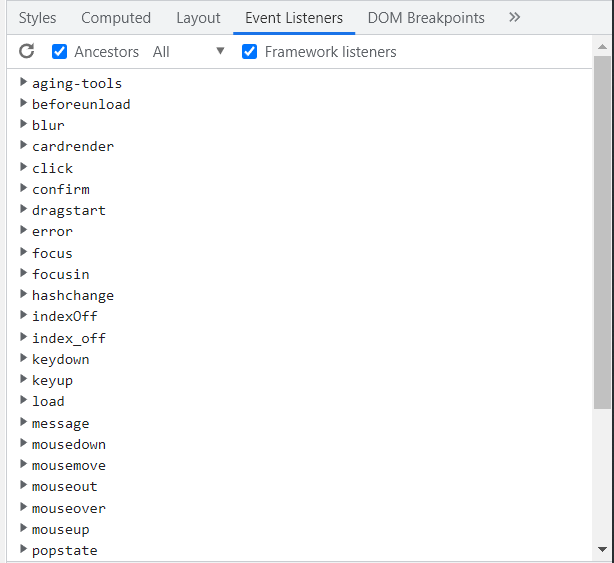 Styles Computed Layout Event Listeners DOM Breakpoints »
Ancestors All Framework listeners
aging-tools
beforeunload
blur
cardrender
click
confirm
dragstart
error
focus
focusin
hashchange
indexOff
index_off
keydown
keyup
load
message
mousedown
mousemove
mouseout
mouseover
mouseup
popstate